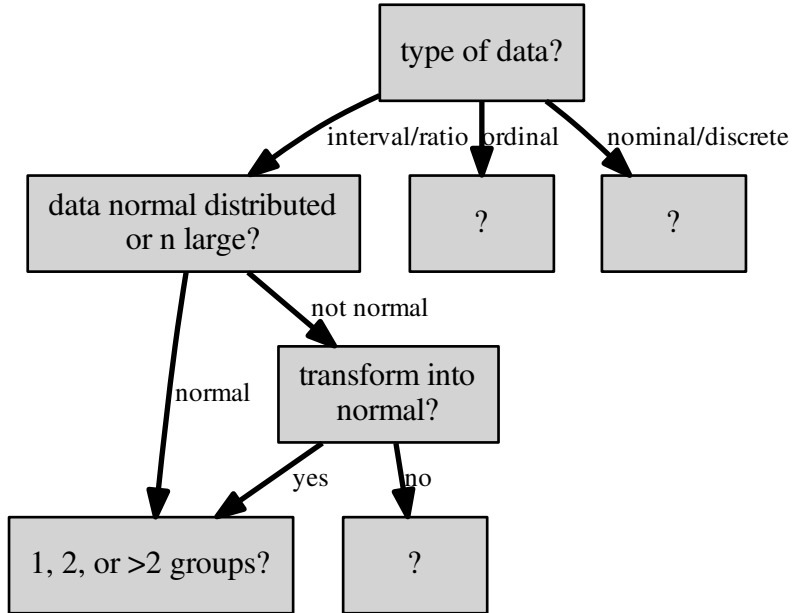 type of data?
interval/ratio
ordinal
nominal/discrete
data normal distributed
or n large?
?
?
not normal
transform into
normal?
normal
yes
no
1, 2, or >2 groups?
?